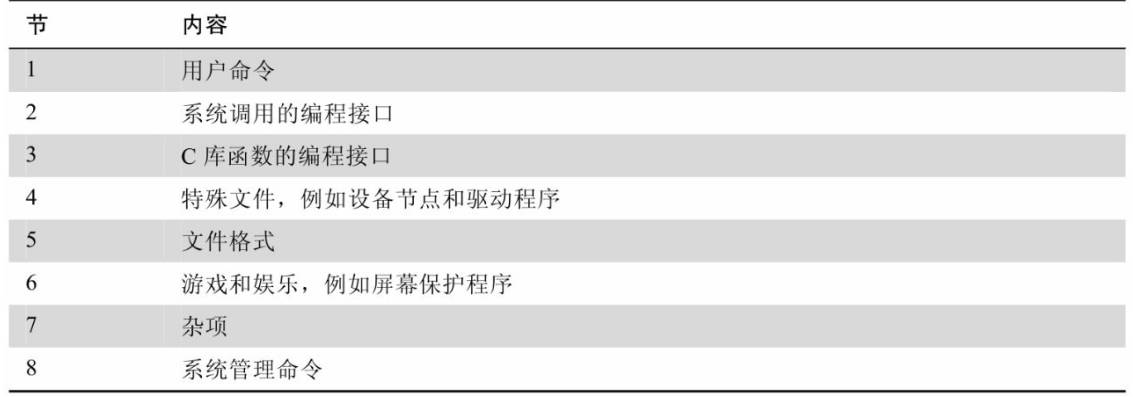 节 内容
1 用户命令
2 系统调用的编程接口
3 C 库函数的编程接口
4 特殊文件，例如设备节点和驱动程序
5 文件格式
6 游戏和娱乐，例如屏幕保护程序
7 杂项
8 系统管理命令